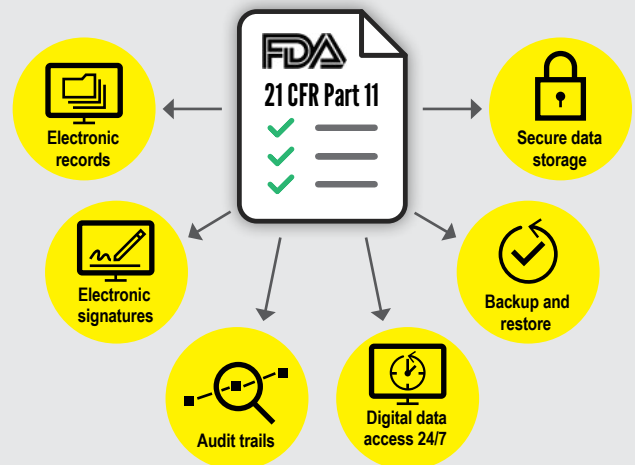 FDA
21 CFR Part 11
Electronic
records
Secure data
storage
Electronic
signatures
Backup and
restore
Audit trails
Digital data
access 24/7